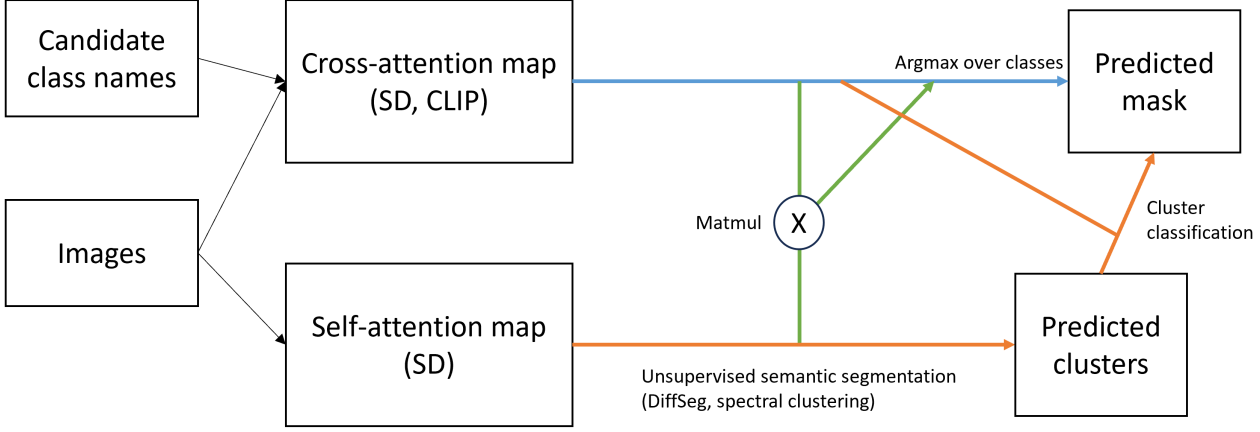 Candidate
class names
Cross-attention map
(SD, CLIP)
Argmax over classes
Predicted
mask
Images
Matmul
X
Cluster
classification
Self-attention map
(SD)
Unsupervised semantic segmentation
(DiffSeg, spectral clustering)
Predicted
clusters